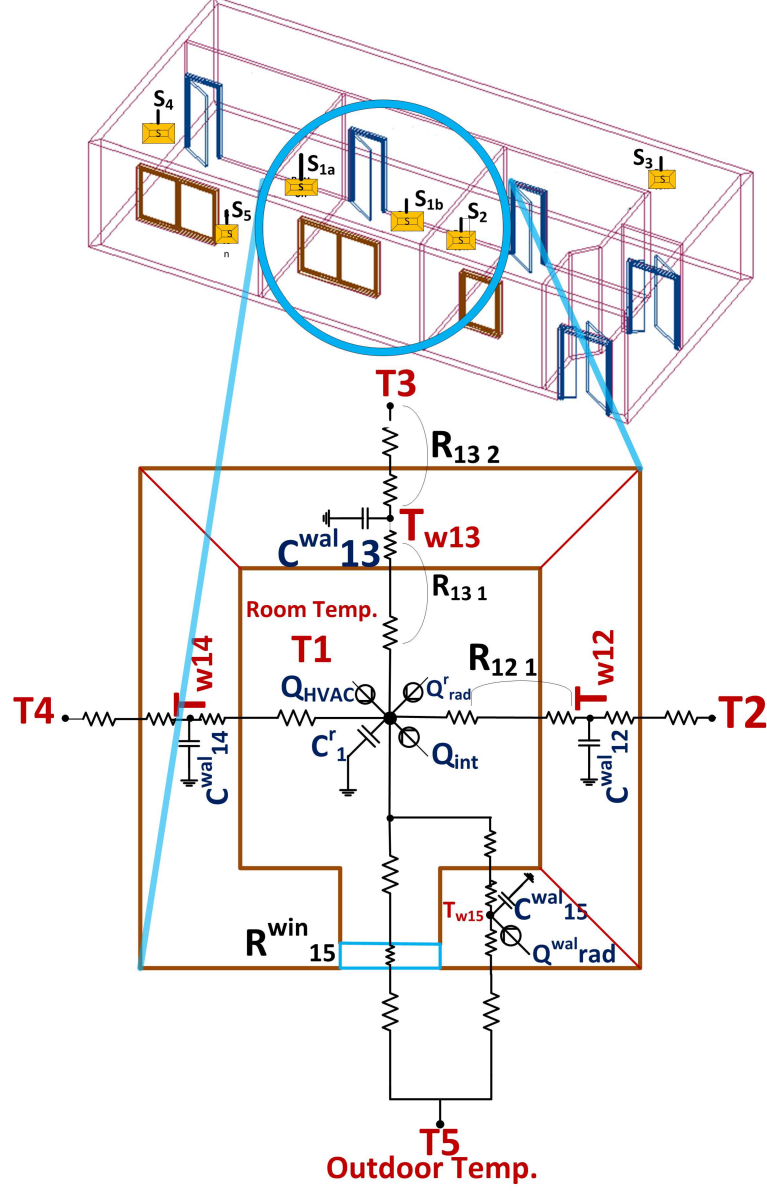 S4
S1a
S3
S1b
S2
S5
S
S
S
S
S
S
n
T3
R13 2
Tw13
Cwal13
R13 1
Room Temp.
T1
Tw14
R12 1
Tw12
QHVAC
Qrrad
T4
T2
Cr1
Qint
Cwal14
Cwal12
Tw15
Cwal15
Rwin15
Qwalrad
T5
Outdoor Temp.